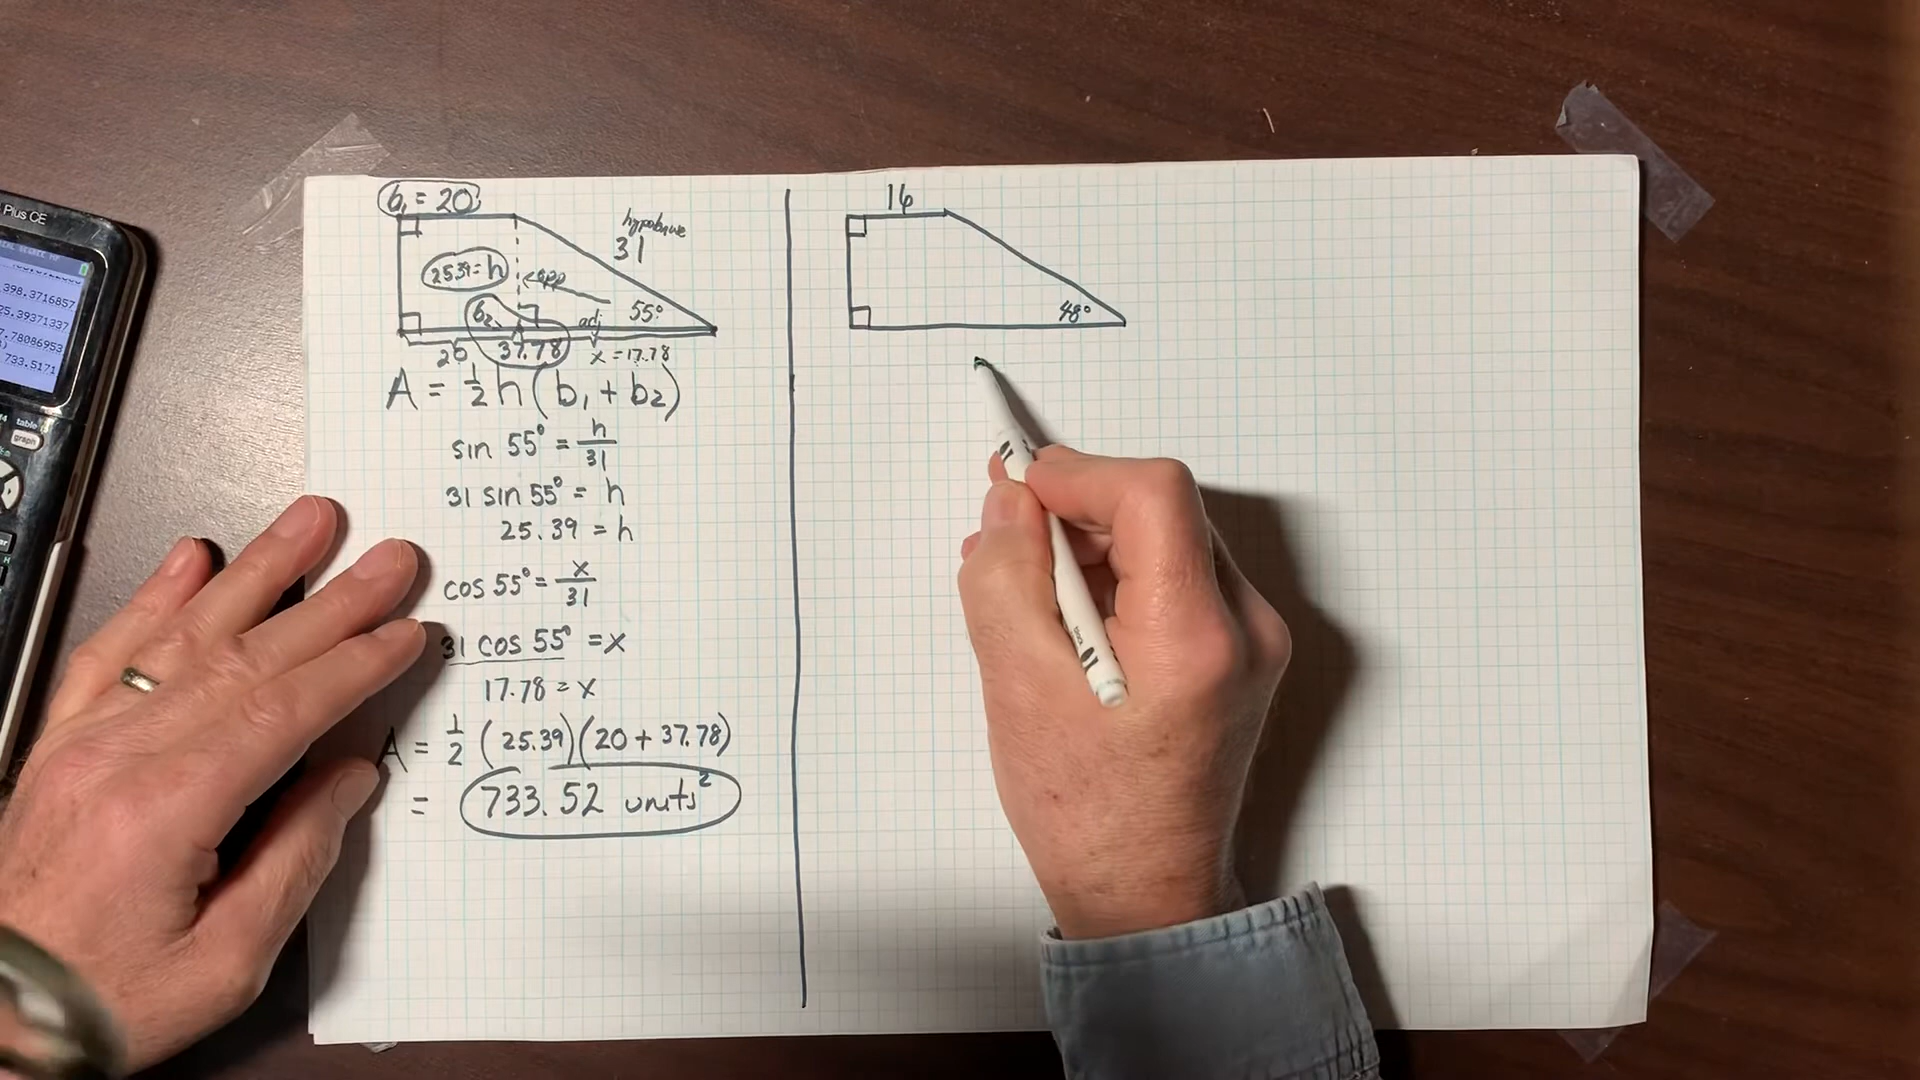 Plus CE
398.3716857
25.39371337
7.78086953
733.5171
table
graph
b₁ = 20
hypotenuse
31
25.39 = h
opp
b₂
55°
adj
20
37.78
x = 17.78
A = 1/2 h (b₁ + b₂)
sin 55° = h/31
31 sin 55° = h
25.39 = h
cos 55° = x/31
31 cos 55° = x
17.78 = x
A = 1/2 (25.39)(20 + 37.78)
= 733.52 units²
16
48°
10
black
10